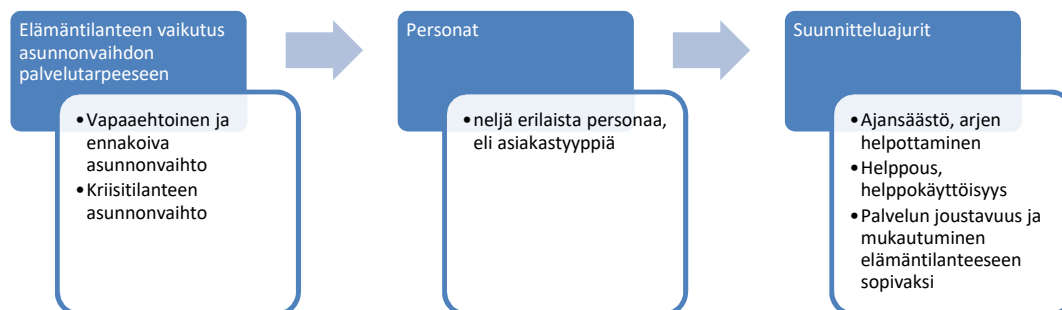 Elämäntilanteen vaikutus
asunnonvaihdon
palvelutarpeeseen
•Vapaaehtoinen ja
ennakoiva
asunnonvaihto
•Kriisitilanteen
asunnonvaihto
Personat
•neljä erilaista personaa,
eli asiakastyyppiä
Suunnitteluajurit
•Ajansäästö, arjen
helpottaminen
•Helppous,
helppokäyttöisyys
•Palvelun joustavuus ja
mukautuminen
elämäntilanteeseen
sopivaksi